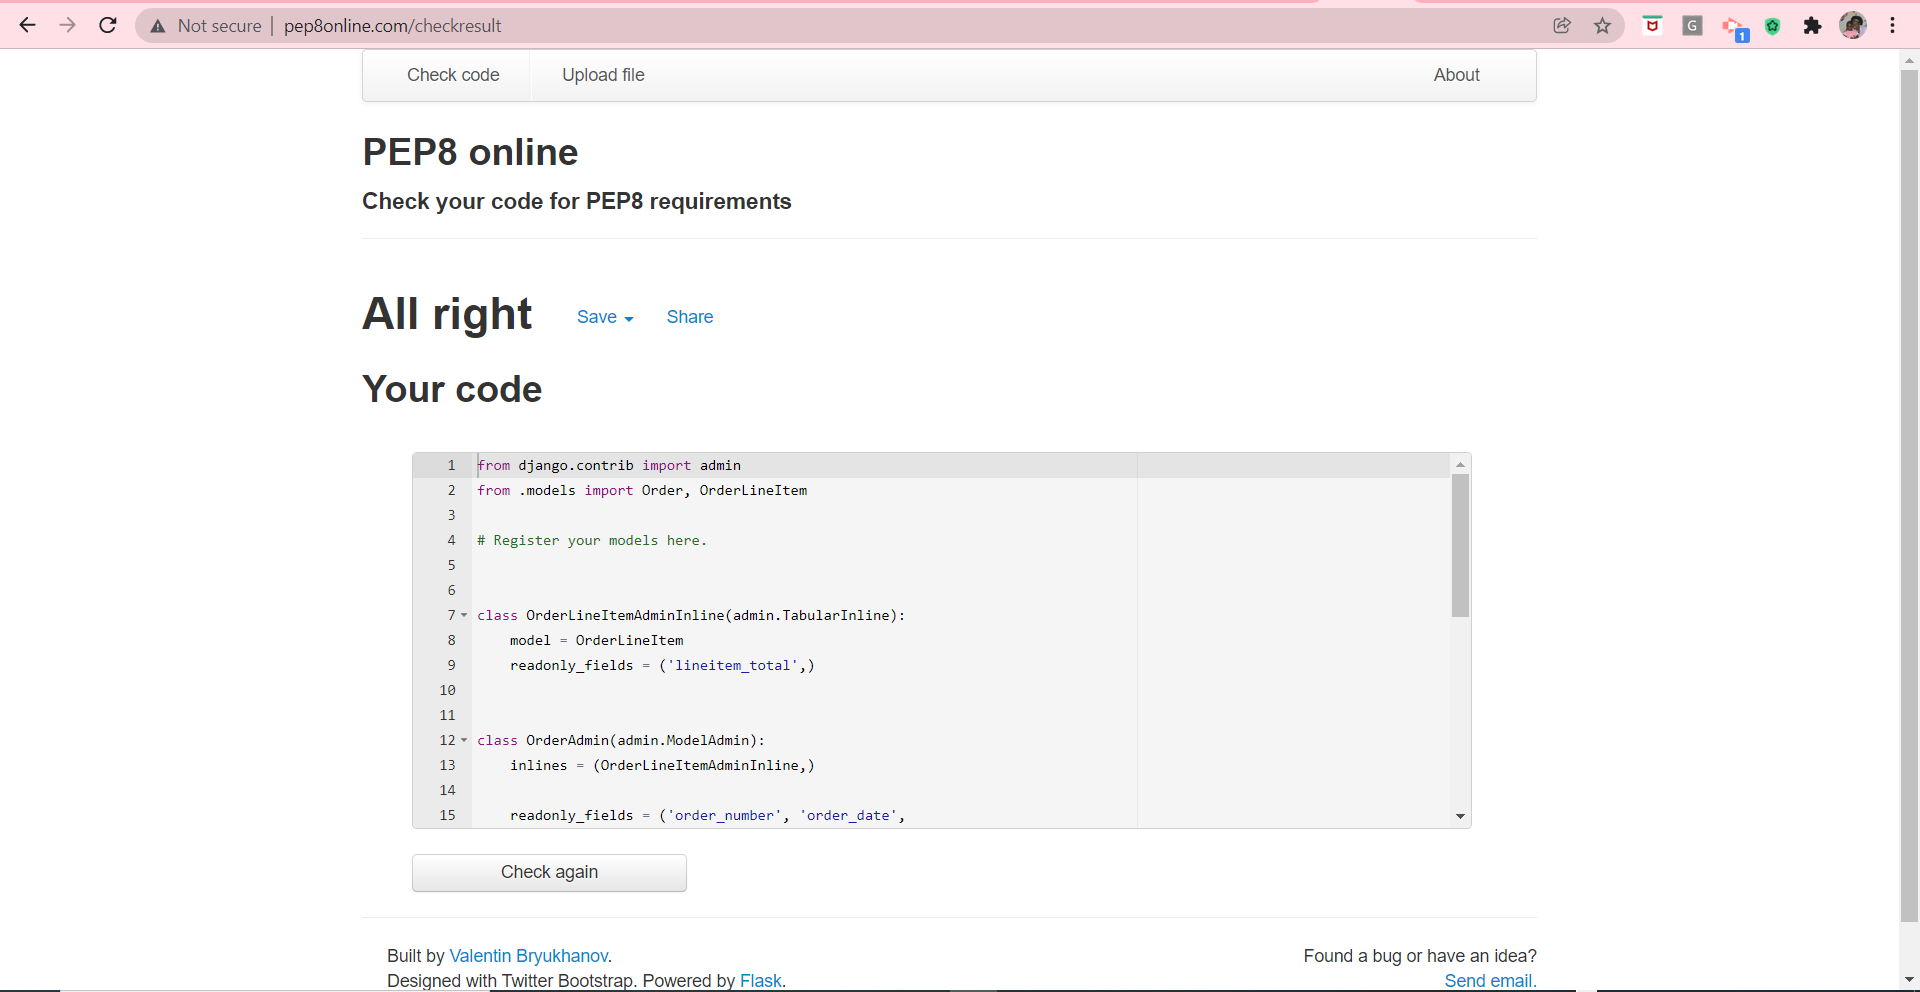 Not secure | pep8online.com/checkresult
G
1
Check code Upload file About
PEP8 online
Check your code for PEP8 requirements
All right Save Share
Your code
1 from django.contrib import admin
2 from .models import Order, OrderLineItem
3
4 # Register your models here.
5
6
7 class OrderLineItemAdminInline(admin.TabularInline):
8 model = OrderLineItem
9 readonly_fields = ('lineitem_total',)
10
11
12 class OrderAdmin(admin.ModelAdmin):
13 inlines = (OrderLineItemAdminInline,)
14
15 readonly_fields = ('order_number', 'order_date',
Check again
Built by Valentin Bryukhanov. Found a bug or have an idea?
Designed with Twitter Bootstrap. Powered by Flask. Send email.